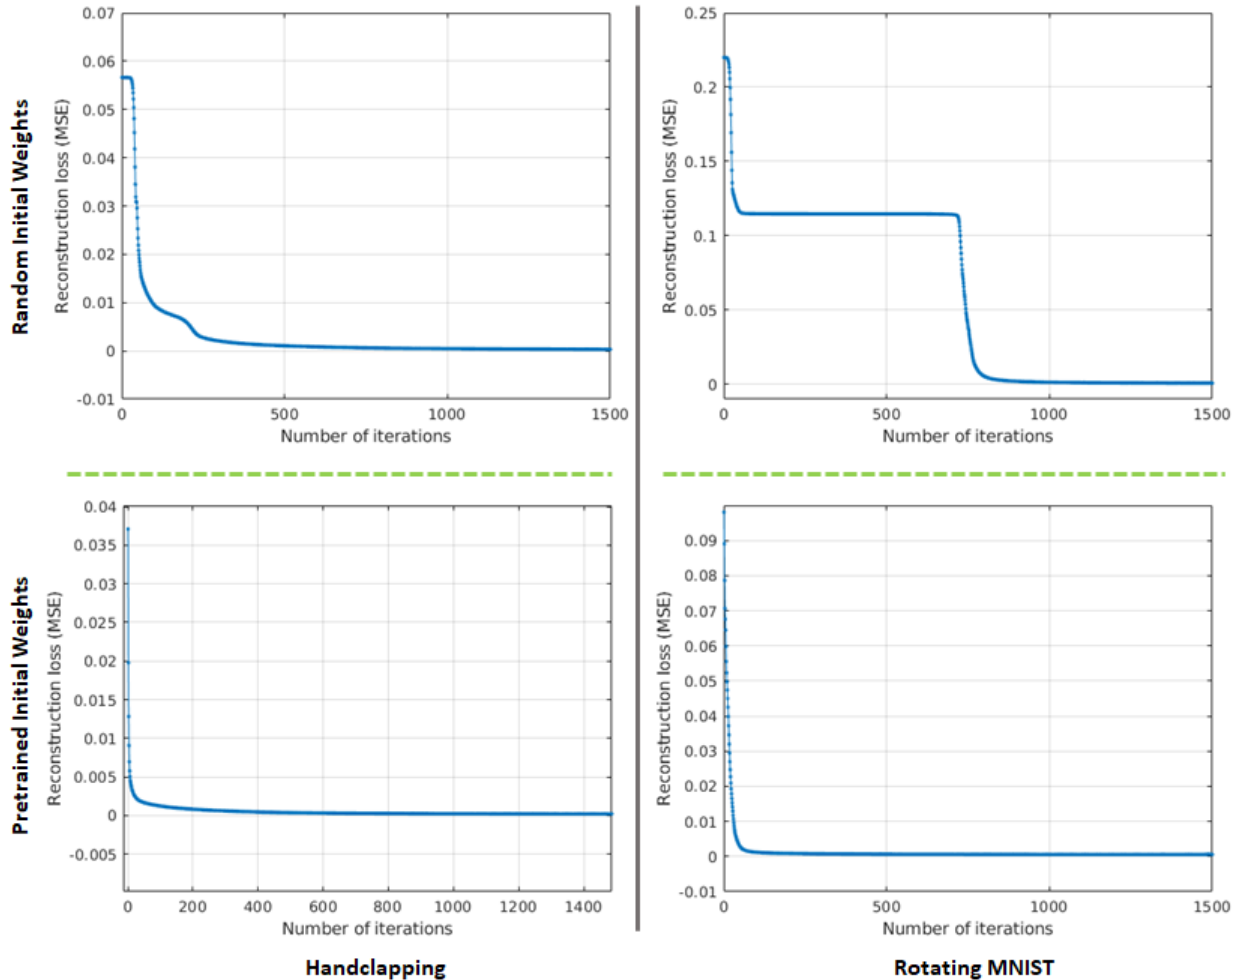 Random Initial Weights
Reconstruction loss (MSE)
0.07
0.06
0.05
0.04
0.03
0.02
0.01
0
-0.01
0 500 1000 1500
Number of iterations
Reconstruction loss (MSE)
0.25
0.2
0.15
0.1
0.05
0
0 500 1000 1500
Number of iterations
Pretrained Initial Weights
Reconstruction loss (MSE)
0.04
0.035
0.03
0.025
0.02
0.015
0.01
0.005
0
-0.005
0 200 400 600 800 1000 1200 1400
Number of iterations
Reconstruction loss (MSE)
0.09
0.08
0.07
0.06
0.05
0.04
0.03
0.02
0.01
0
-0.01
0 500 1000 1500
Number of iterations
Handclapping
Rotating MNIST